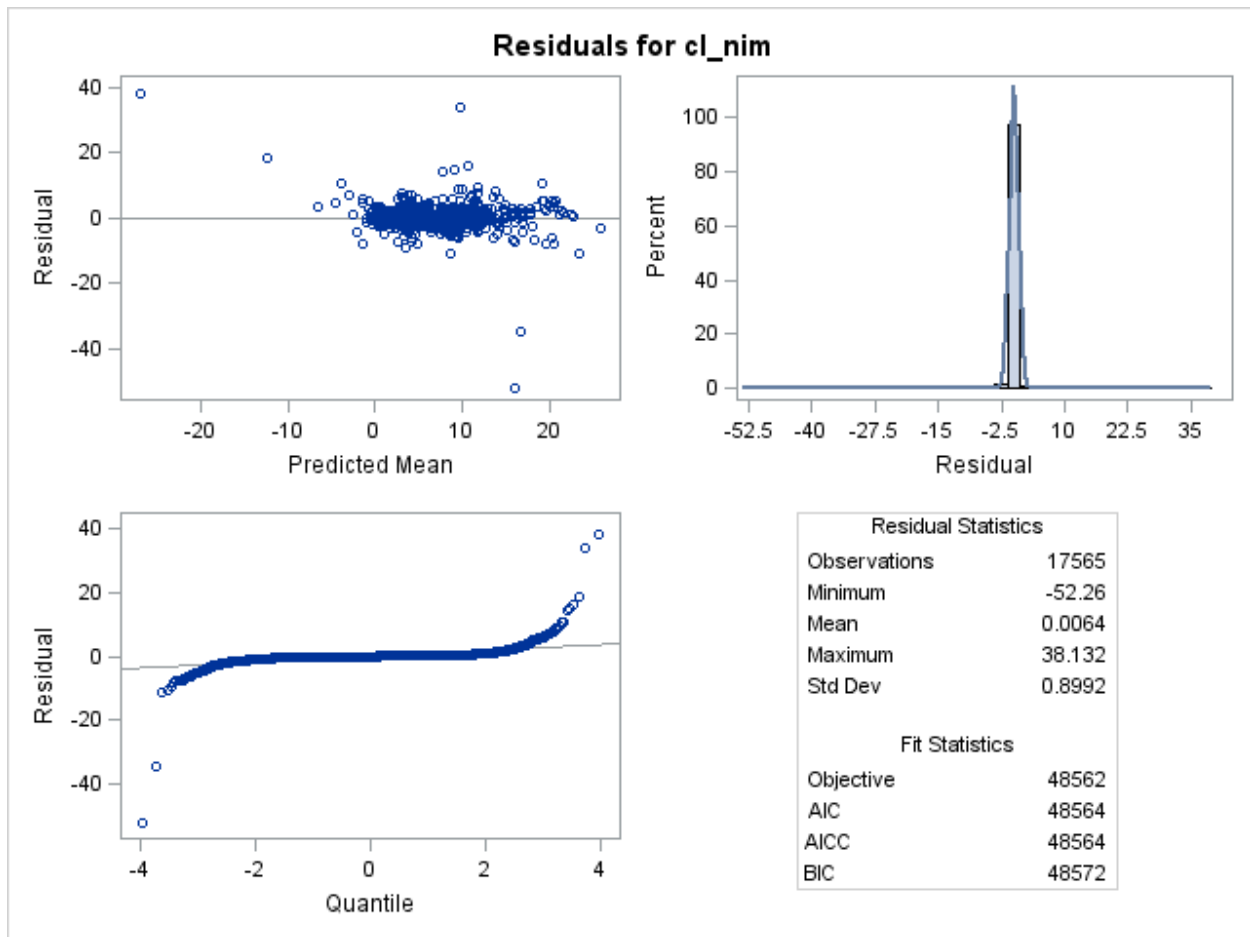 Residuals for cl_nim
40
20
0
-20
-40
Residual
-20 -10 0 10 20
Predicted Mean
100
80
60
40
20
0
Percent
-52.5 -40 -27.5 -15 -2.5 10 22.5 35
Residual
40
20
0
-20
-40
Residual
-4 -2 0 2 4
Quantile
Residual Statistics
Observations 17565
Minimum -52.26
Mean 0.0064
Maximum 38.132
Std Dev 0.8992
Fit Statistics
Objective 48562
AIC 48564
AICC 48564
BIC 48572